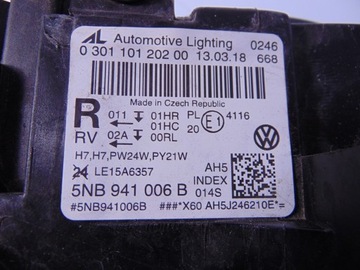 AL Automotive Lighting 0246
0 301 101 202 00 13.03.18 668
Made in Czech Republic
R 011 01HR PL E1 4116
01HC 20
RV 02A 00RL
H7,H7,PW24W,PY21W
LE15A6357
AH5
INDEX
014S
5NB 941 006 B
#5NB941006B ###*X60 AH5J246210E*=